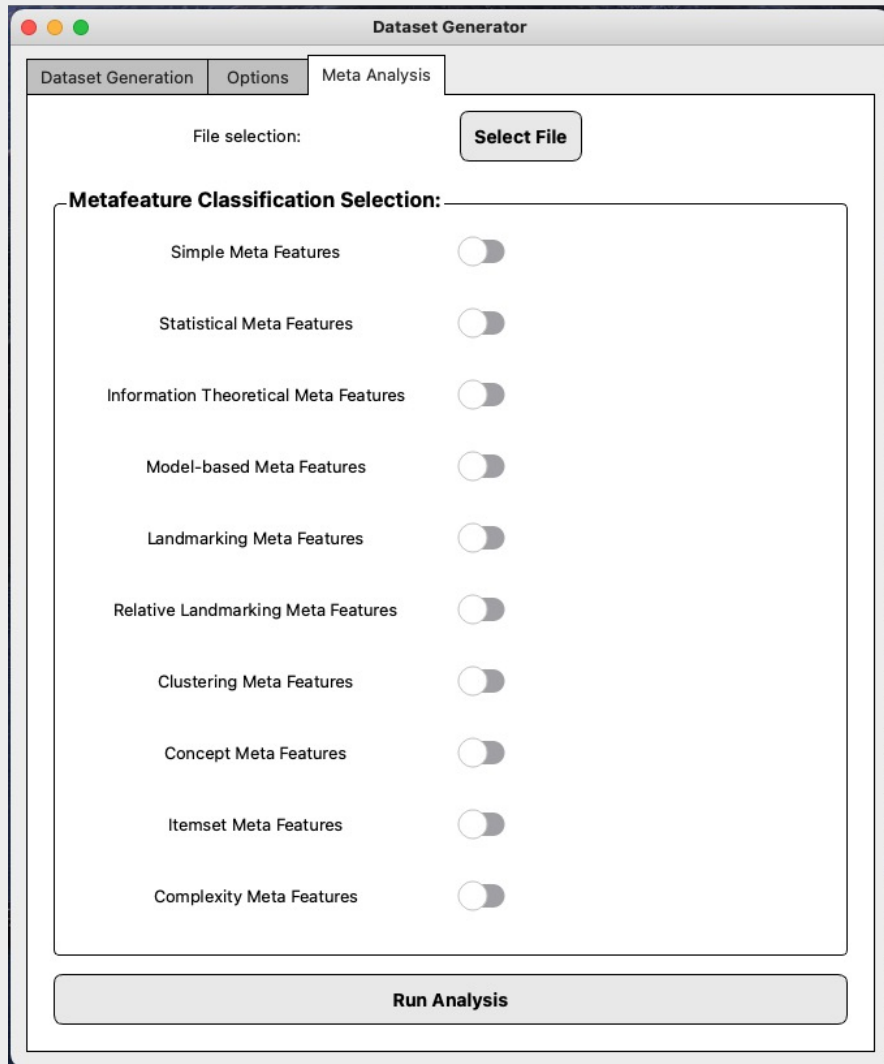 Dataset Generator
Dataset Generation Options Meta Analysis
File selection: Select File
Metafeature Classification Selection:
Simple Meta Features
Statistical Meta Features
Information Theoretical Meta Features
Model-based Meta Features
Landmarking Meta Features
Relative Landmarking Meta Features
Clustering Meta Features
Concept Meta Features
Itemset Meta Features
Complexity Meta Features
Run Analysis